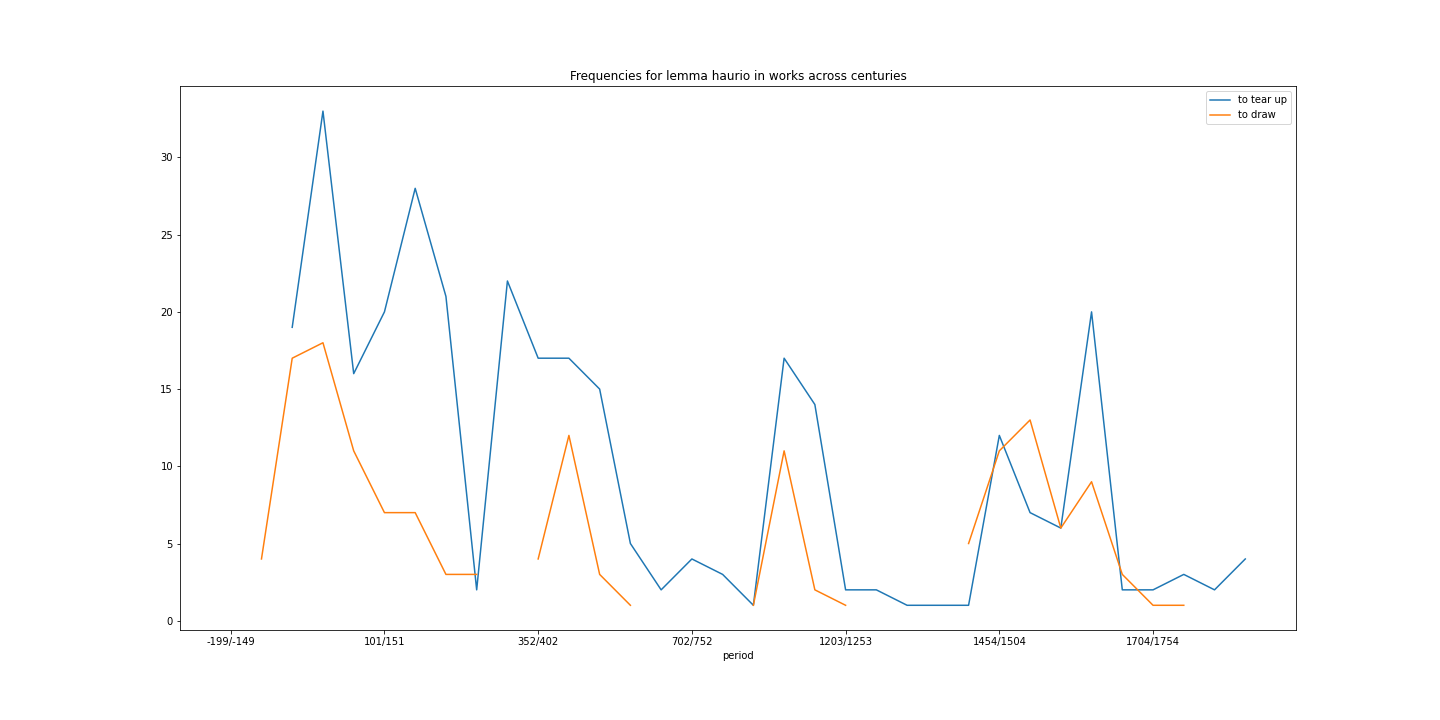 Frequencies for lemma haurio in works across centuries
to tear up
to draw
30
25
20
15
10
5
0
-199/-149 101/151 352/402 702/752 1203/1253 1454/1504 1704/1754
period